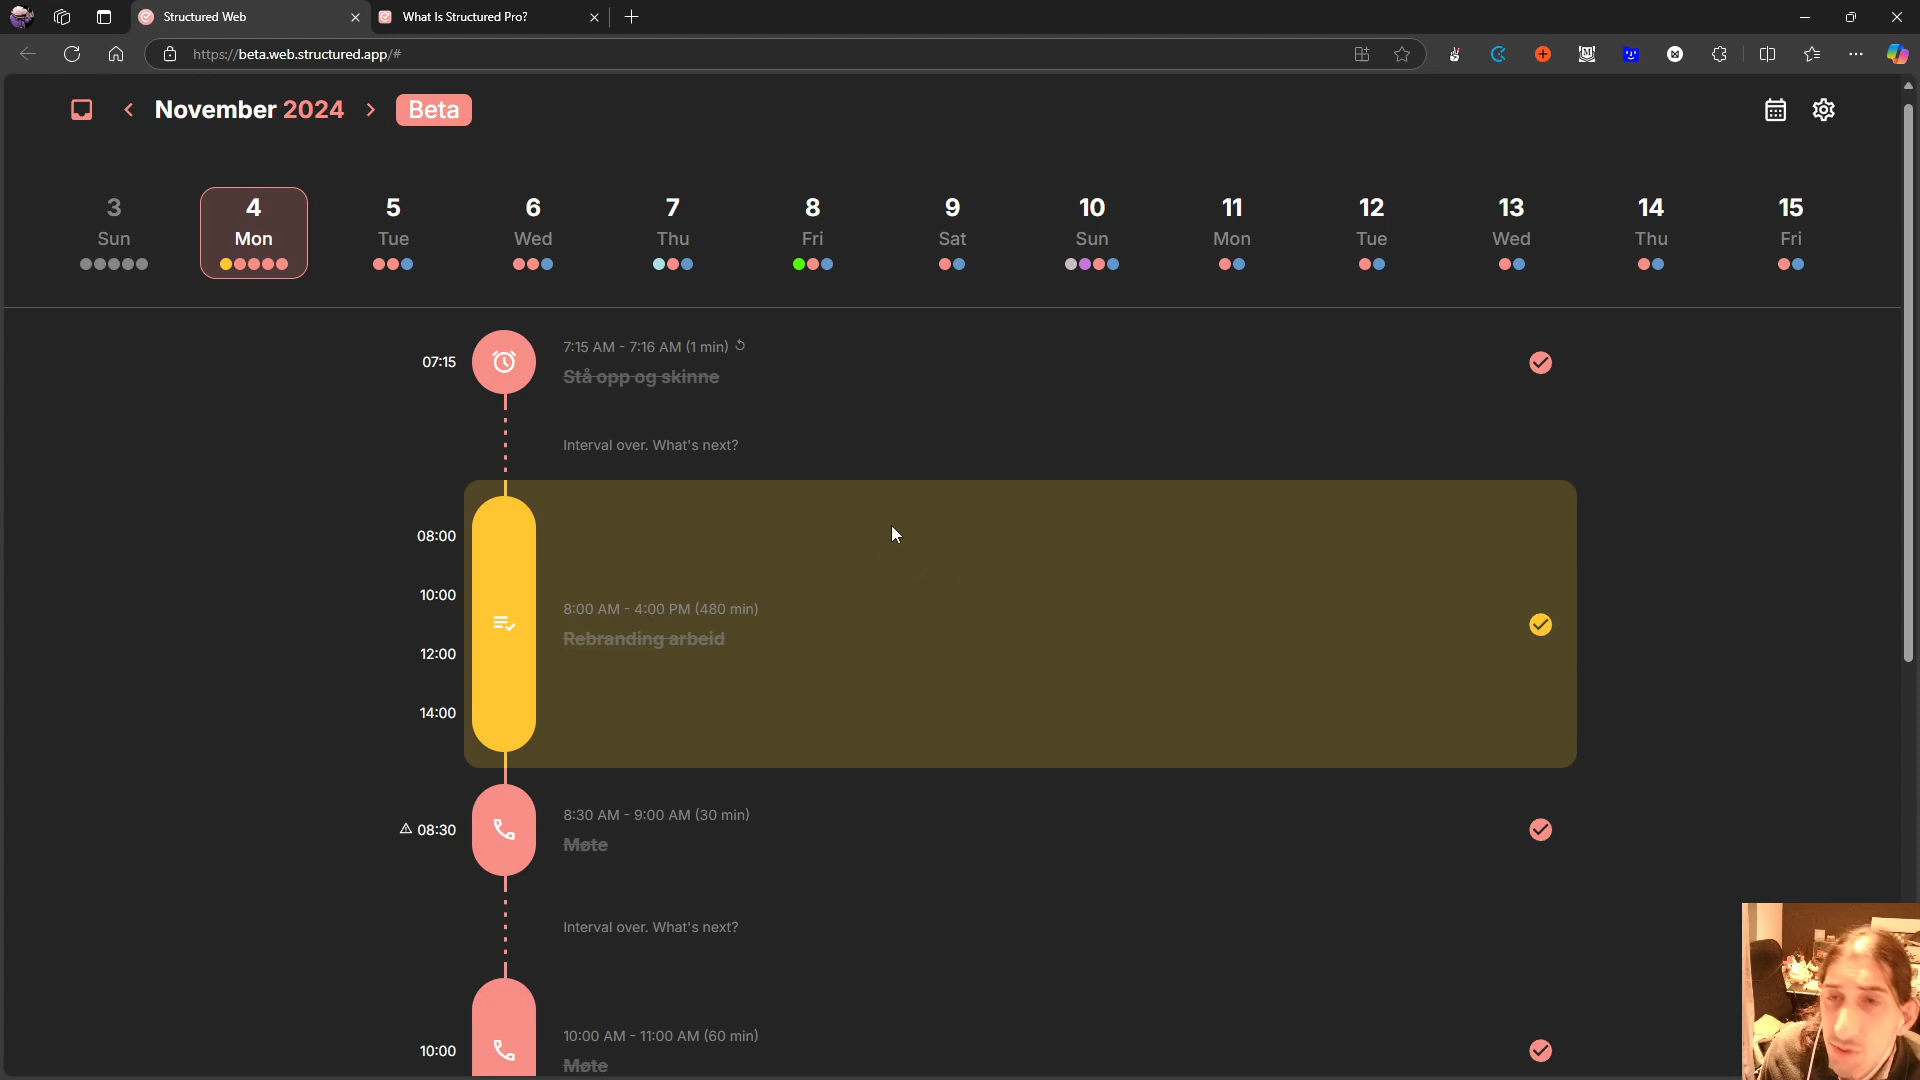 Structured Web
What Is Structured Pro?
https://beta.web.structured.app/#
November 2024
Beta
3
Sun
4
Mon
5
Tue
6
Wed
7
Thu
8
Fri
9
Sat
10
Sun
11
Mon
12
Tue
13
Wed
14
Thu
15
Fri
07:15
7:15 AM - 7:16 AM (1 min)
Stå opp og skinne
Interval over. What's next?
08:00
10:00
12:00
14:00
8:00 AM - 4:00 PM (480 min)
Rebranding arbeid
08:30
8:30 AM - 9:00 AM (30 min)
Møte
Interval over. What's next?
10:00
10:00 AM - 11:00 AM (60 min)
Møte